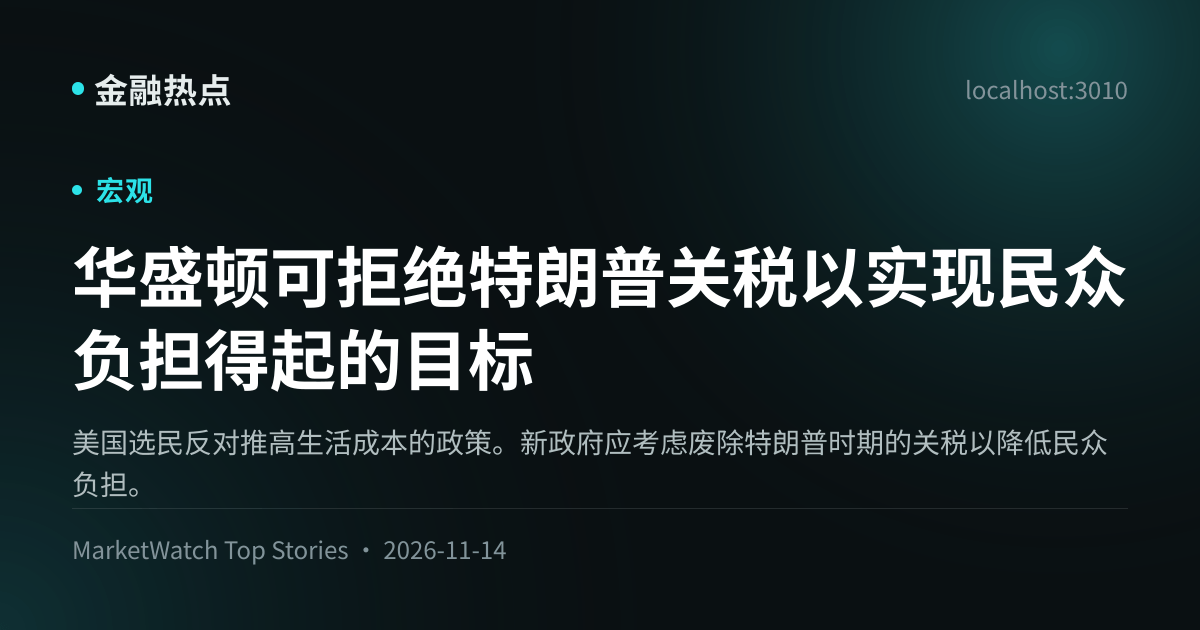 金融热点
localhost:3010
宏观
华盛顿可拒绝特朗普关税以实现民众
负担得起的目标
美国选民反对推高生活成本的政策。新政府应考虑废除特朗普时期的关税以降低民众
负担。
MarketWatch Top Stories • 2026-11-14